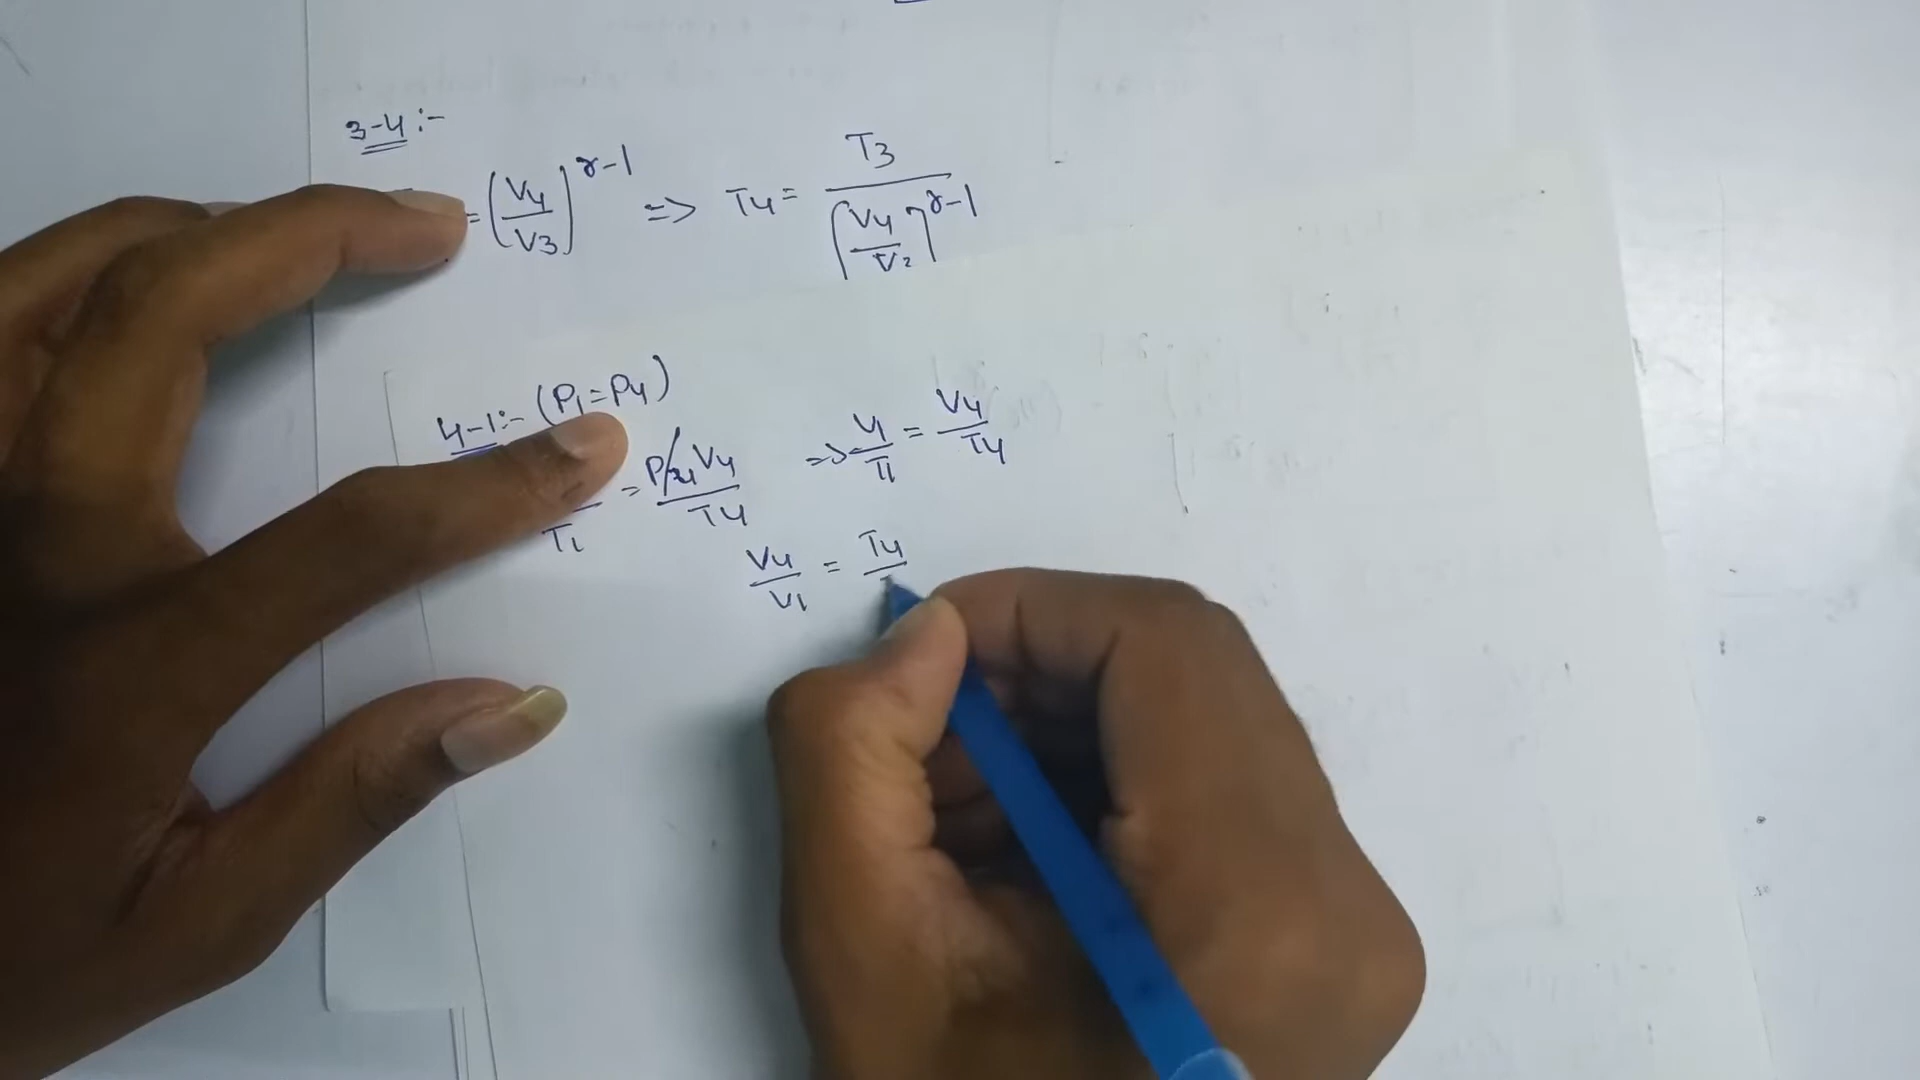 3-4:-
= (V4/V3)^γ-1 => T4 = T3/[V4/V3]^γ-1
4-1:- (P1=P4)
/T1 = P4V4/T4 => V1/T1 = V4/T4
V4/V1 = T4/